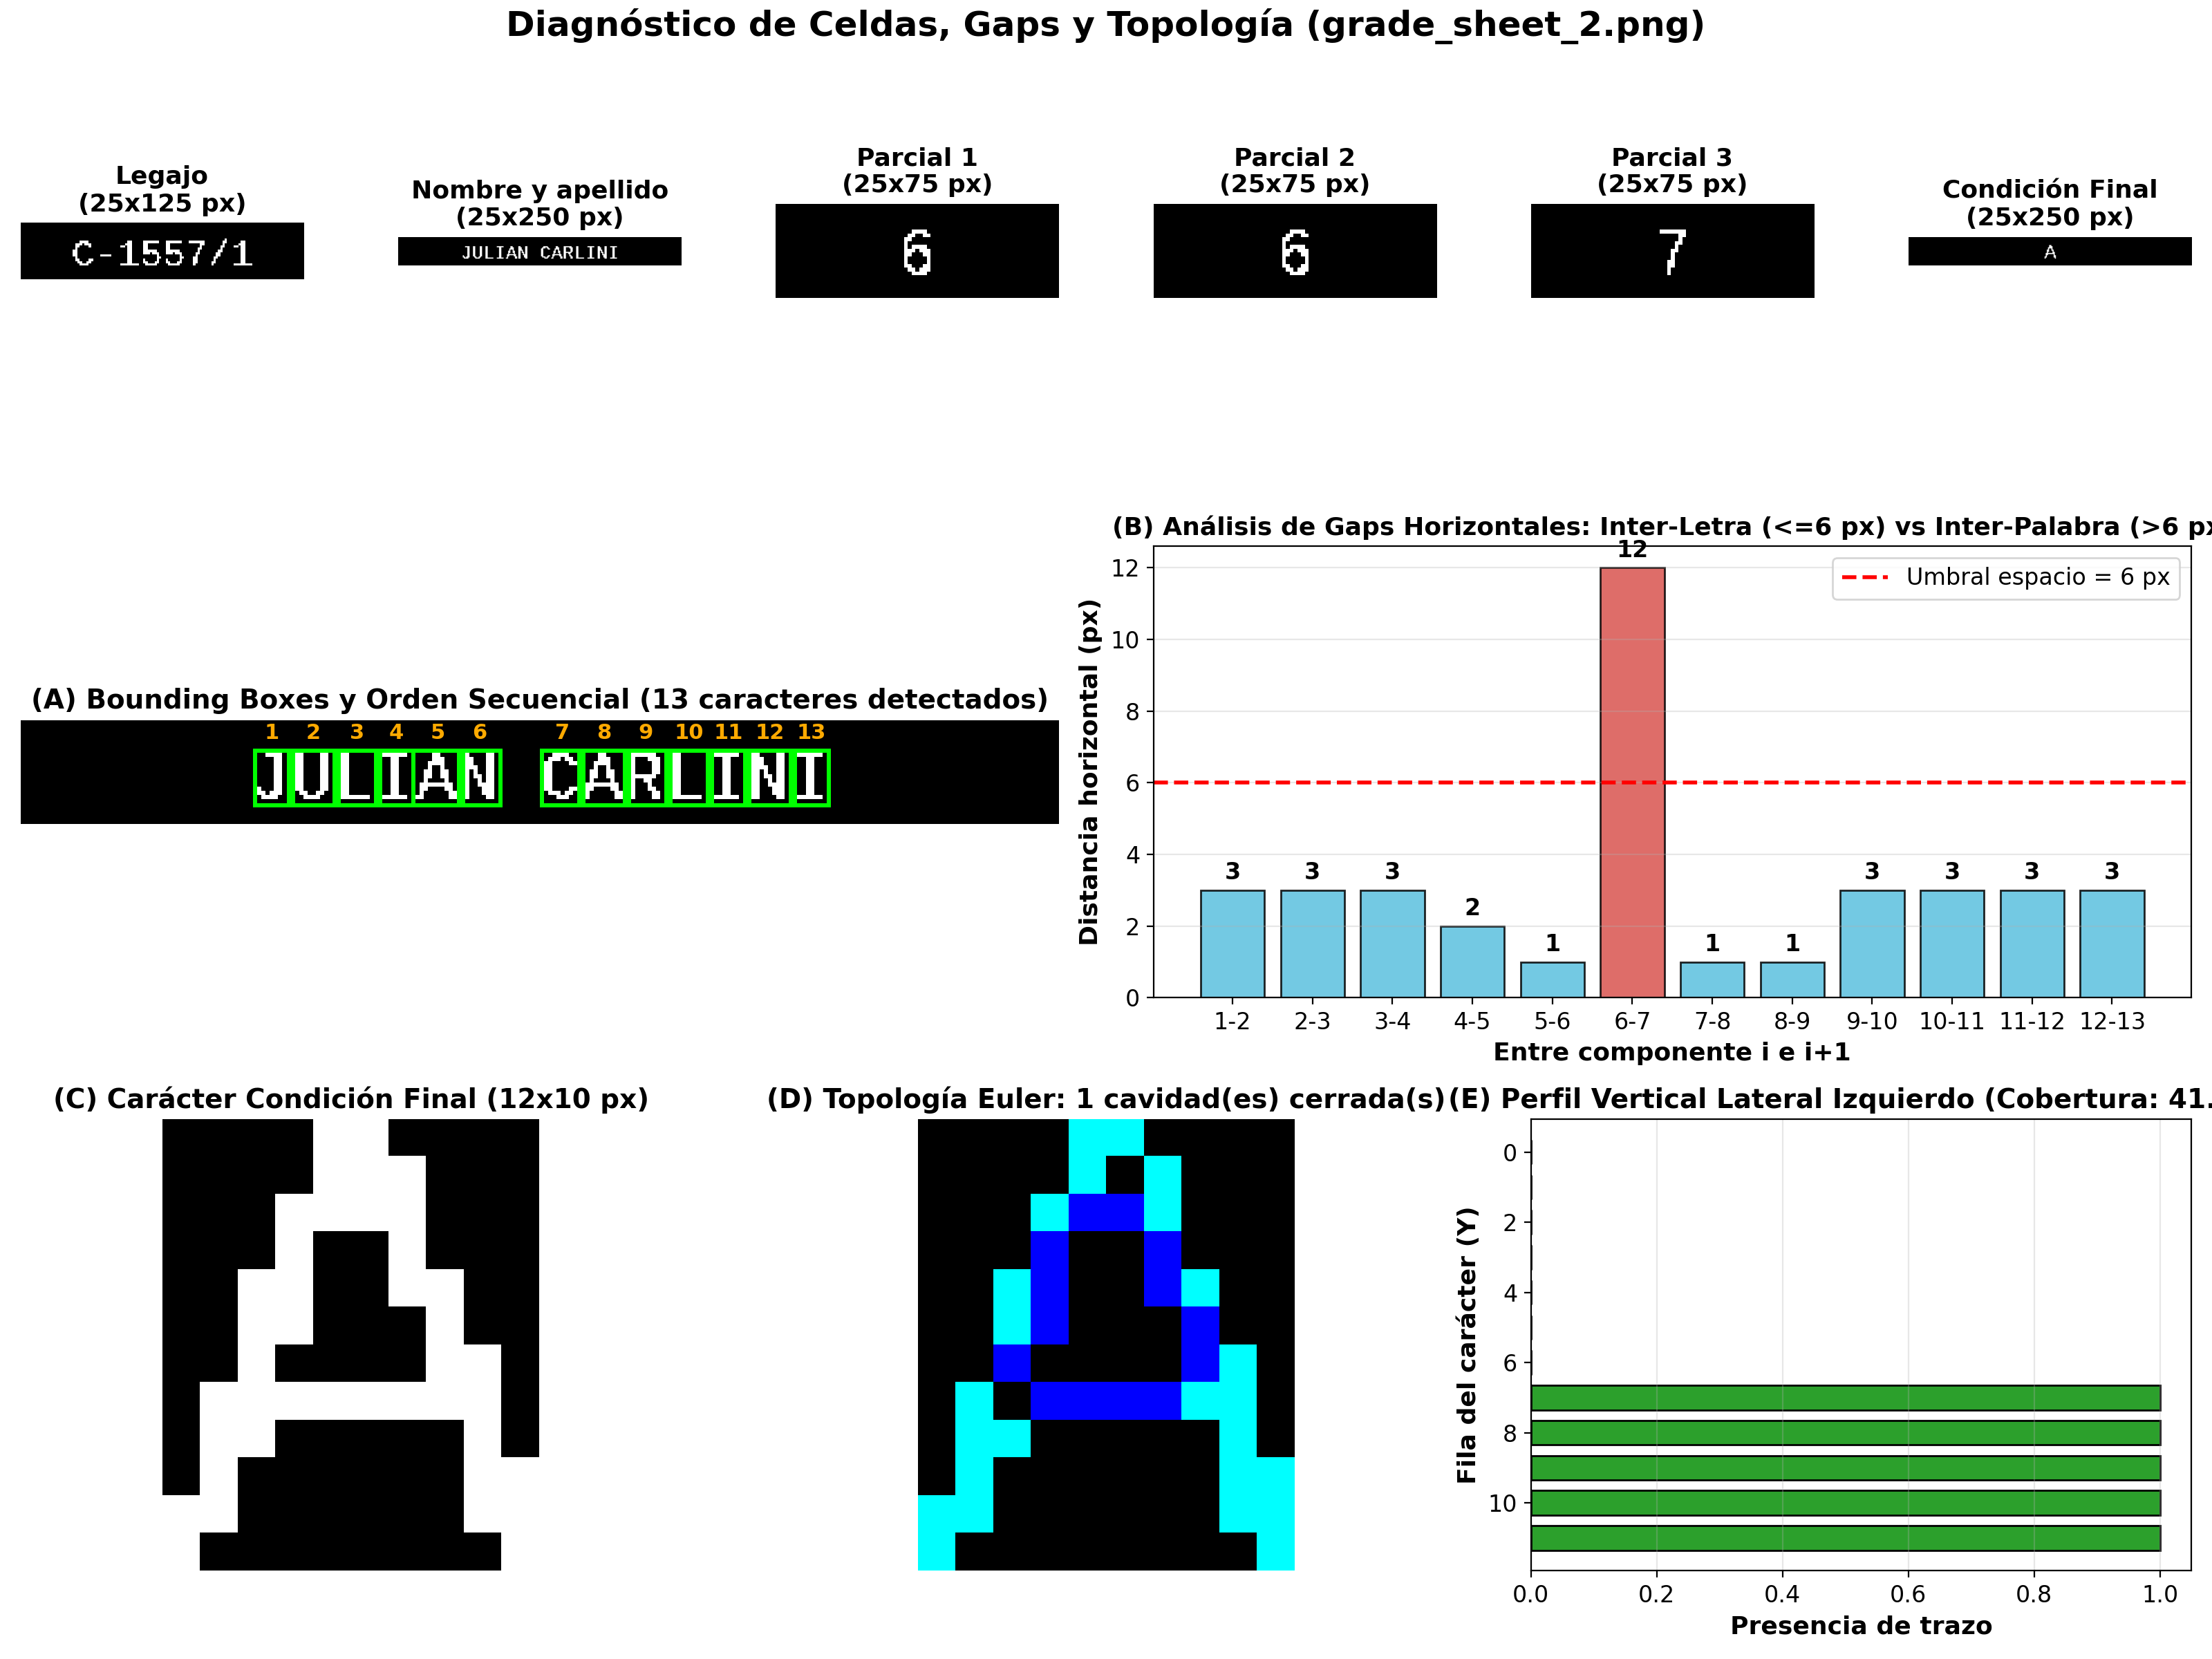 Diagnóstico de Celdas, Gaps y Topología (grade_sheet_2.png)
Legajo
(25x125 px)
C-1557/1
Nombre y apellido
(25x250 px)
JULIAN CARLINI
Parcial 1
(25x75 px)
6
Parcial 2
(25x75 px)
6
Parcial 3
(25x75 px)
7
Condición Final
(25x250 px)
A
(A) Bounding Boxes y Orden Secuencial (13 caracteres detectados)
1 2 3 4 5 6 7 8 9 10 11 12 13
JULIAN CARLINI
(B) Análisis de Gaps Horizontales: Inter-Letra (<=6 px) vs Inter-Palabra (>6 px
Umbral espacio = 6 px
Distancia horizontal (px)
12
10
8
6
4
2
0
3 3 3 2 1 12 1 1 3 3 3 3
1-2 2-3 3-4 4-5 5-6 6-7 7-8 8-9 9-10 10-11 11-12 12-13
Entre componente i e i+1
(C) Carácter Condición Final (12x10 px)
A
(D) Topología Euler: 1 cavidad(es) cerrada(s)
(E) Perfil Vertical Lateral Izquierdo (Cobertura: 41.
Fila del carácter (Y)
0
2
4
6
8
10
0.0 0.2 0.4 0.6 0.8 1.0
Presencia de trazo